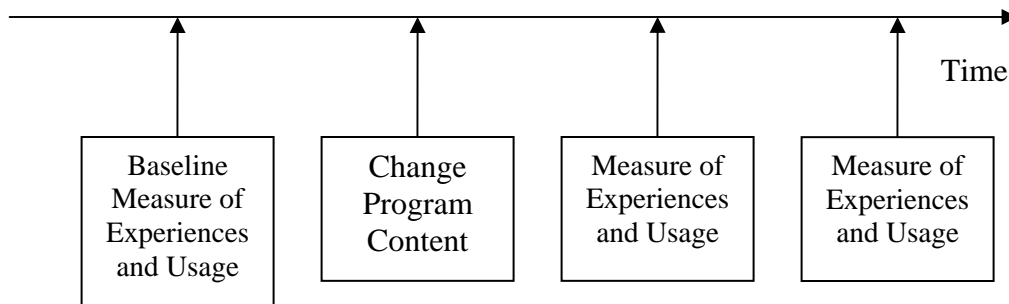 Time
Baseline
Measure of
Experiences
and Usage
Change
Program
Content
Measure of
Experiences
and Usage
Measure of
Experiences
and Usage